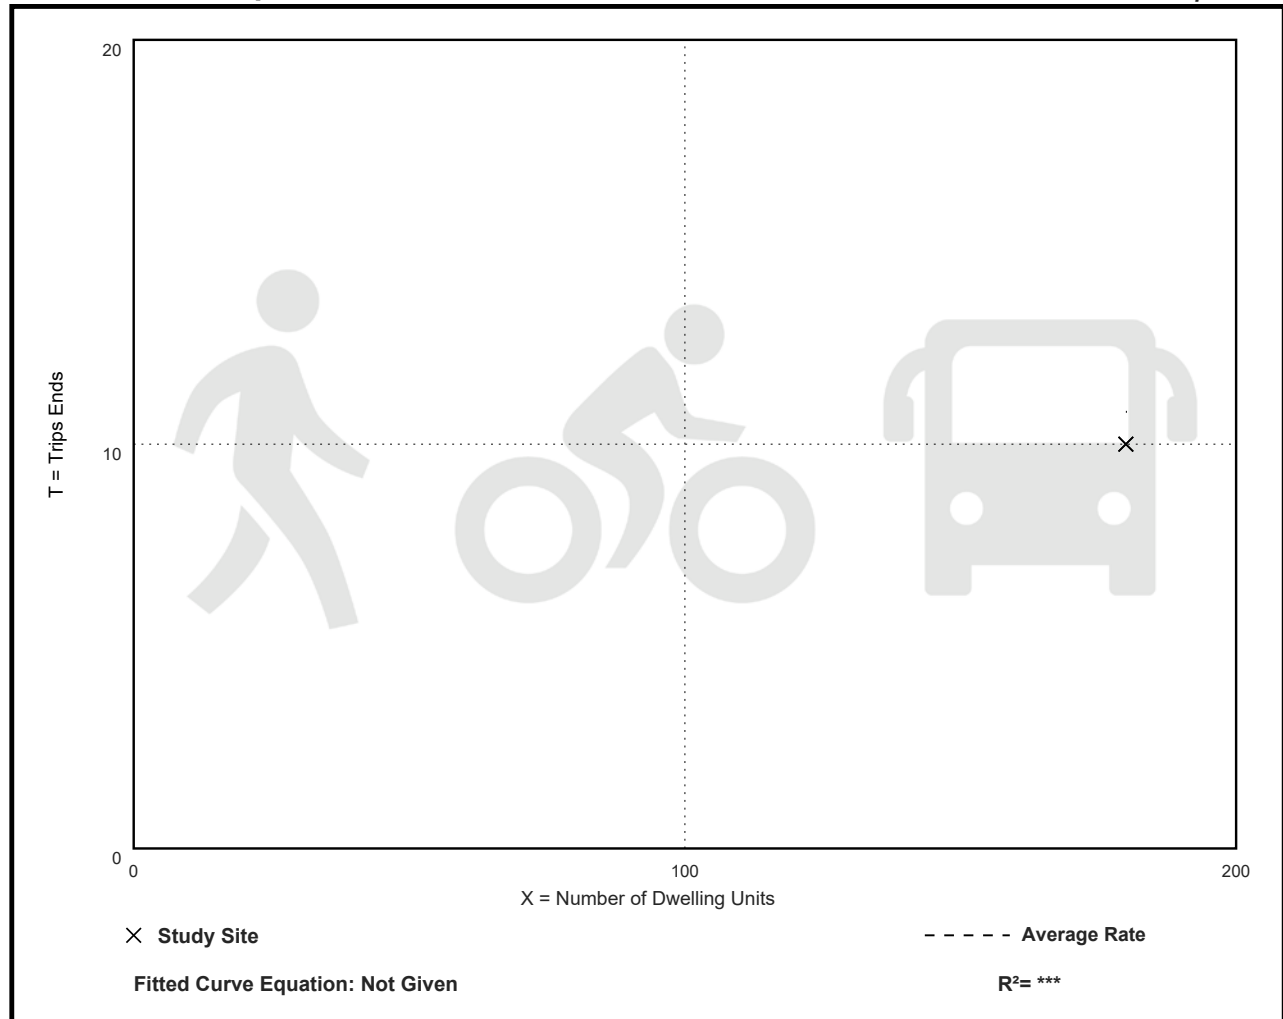 20
T = Trips Ends
10
0
0 100 200
X = Number of Dwelling Units
Study Site
Average Rate
Fitted Curve Equation: Not Given
R²= ***